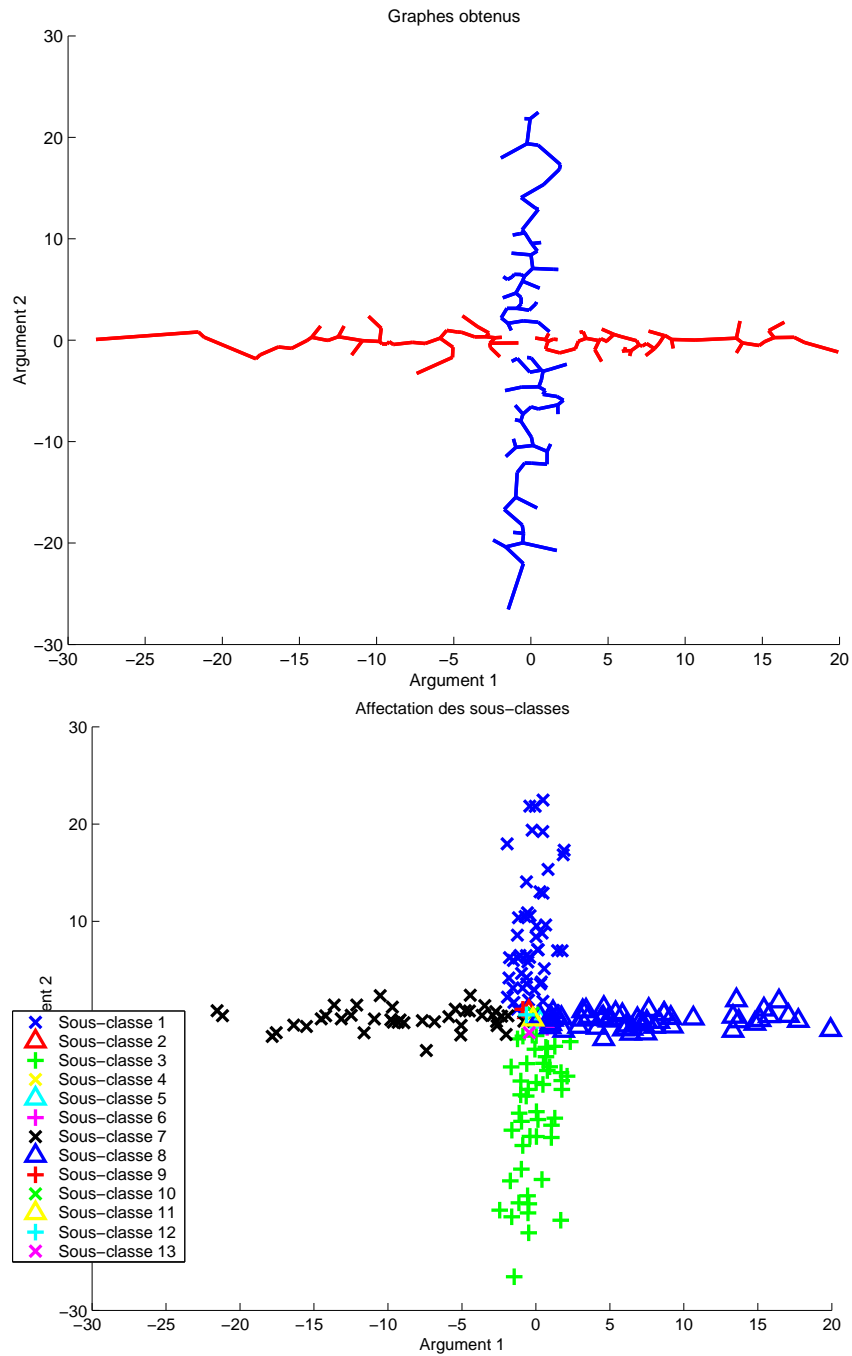 Graphes obtenus
30
20
10
0
−10
−20
−30
Argument 2
−30 −25 −20 −15 −10 −5 0 5 10 15 20
Argument 1
Affectation des sous−classes
30
20
10
ent 2
Sous−classe 1
Sous−classe 2
Sous−classe 3
Sous−classe 4
Sous−classe 5
Sous−classe 6
Sous−classe 7
Sous−classe 8
Sous−classe 9
Sous−classe 10
Sous−classe 11
Sous−classe 12
Sous−classe 13
−30
−30 −25 −20 −15 −10 −5 0 5 10 15 20
Argument 1